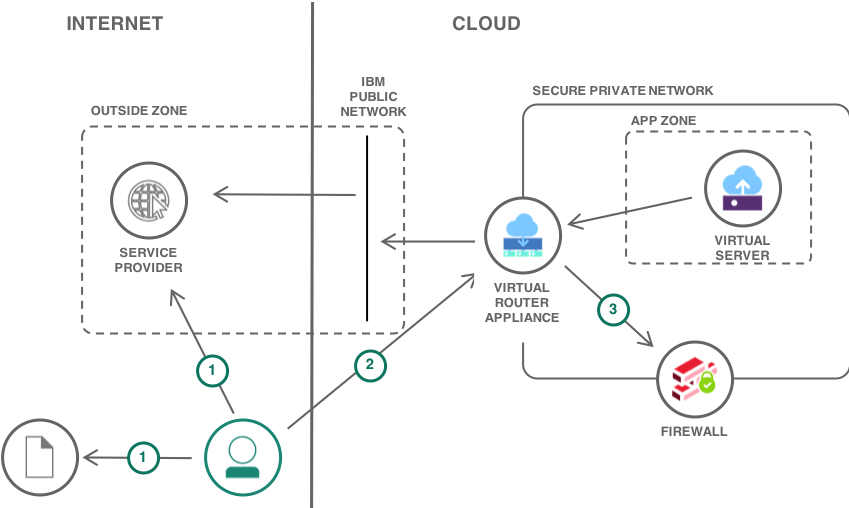 INTERNET
CLOUD
IBM
PUBLIC
NETWORK
SECURE PRIVATE NETWORK
OUTSIDE ZONE
APP ZONE
SERVICE
PROVIDER
VIRTUAL
SERVER
VIRTUAL
ROUTER
APPLIANCE
3
2
1
FIREWALL
1